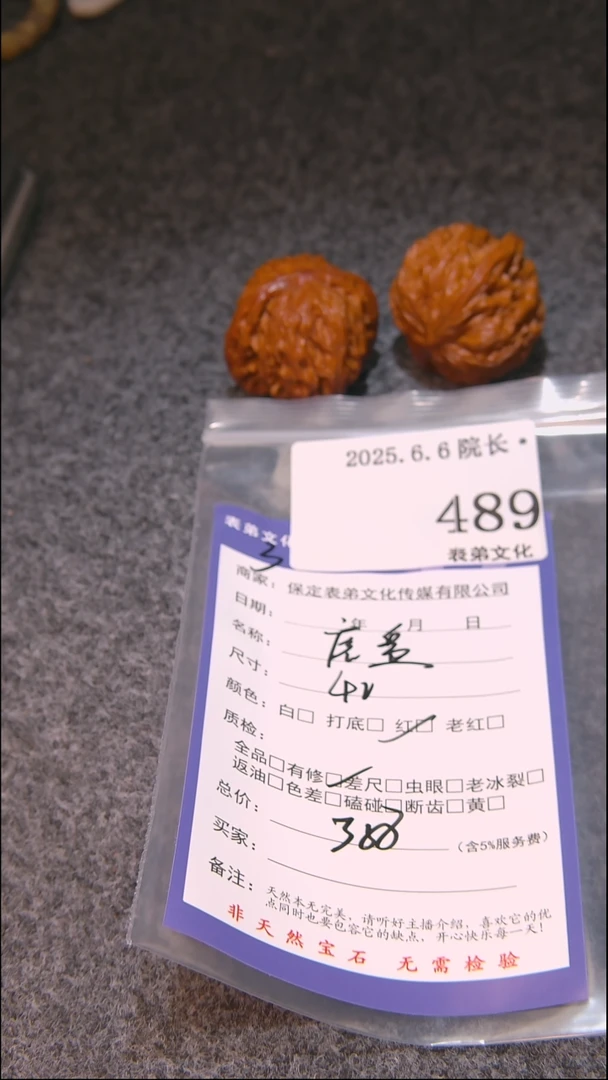 2025.6.6 院长·
489
表弟文化
表弟文化
3
商家：保定表弟文化传媒有限公司
日期：年 月 日
名称：
尺寸：
颜色：白□ 打底□ 红□ 老红□
质检：
全品□有修□差尺□虫眼□老冰裂□
返油□色差□磕碰□断齿□黄□
总价：（含5%服务费）
买家：
备注：天然本无完美，请听好主播介绍，喜欢它的优
点同时也要包容它的缺点，开心快乐每一天！
非天然宝石 无需检验